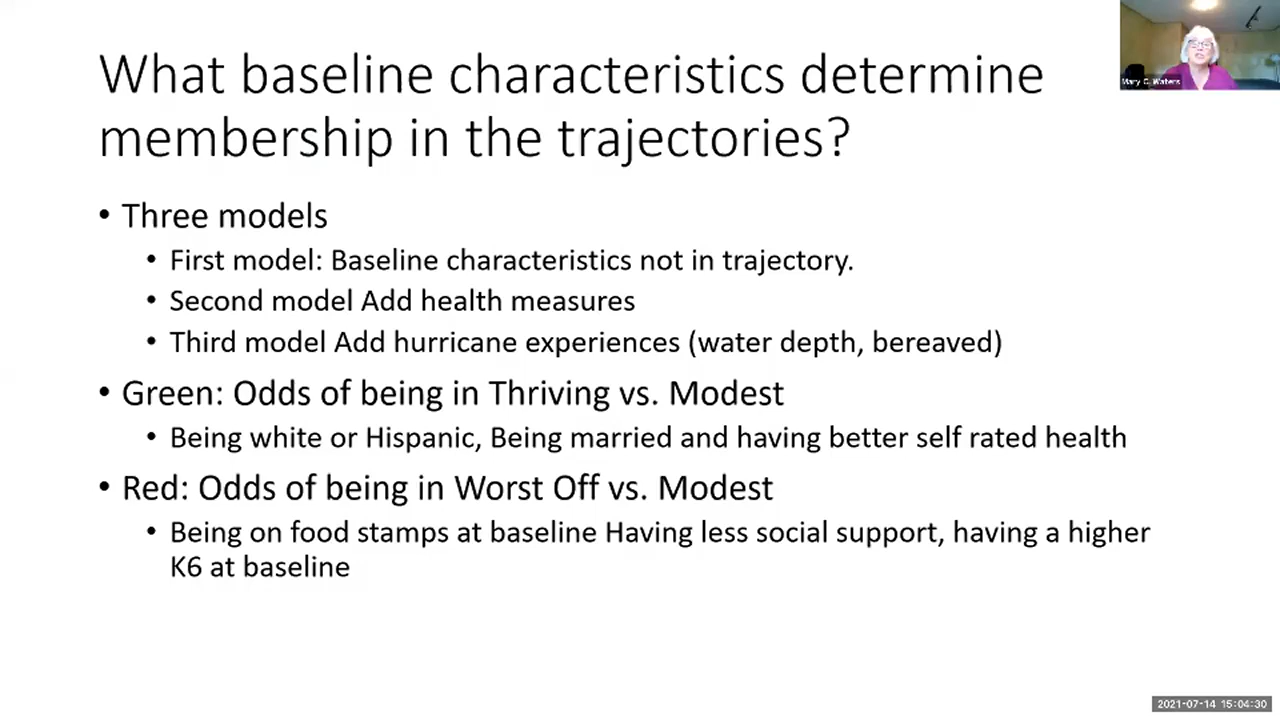 What baseline characteristics determine
membership in the trajectories?
Mary C. Waters
• Three models
• First model: Baseline characteristics not in trajectory.
• Second model Add health measures
• Third model Add hurricane experiences (water depth, bereaved)
• Green: Odds of being in Thriving vs. Modest
• Being white or Hispanic, Being married and having better self rated health
• Red: Odds of being in Worst Off vs. Modest
• Being on food stamps at baseline Having less social support, having a higher
K6 at baseline
2021-07-14 15:04:30